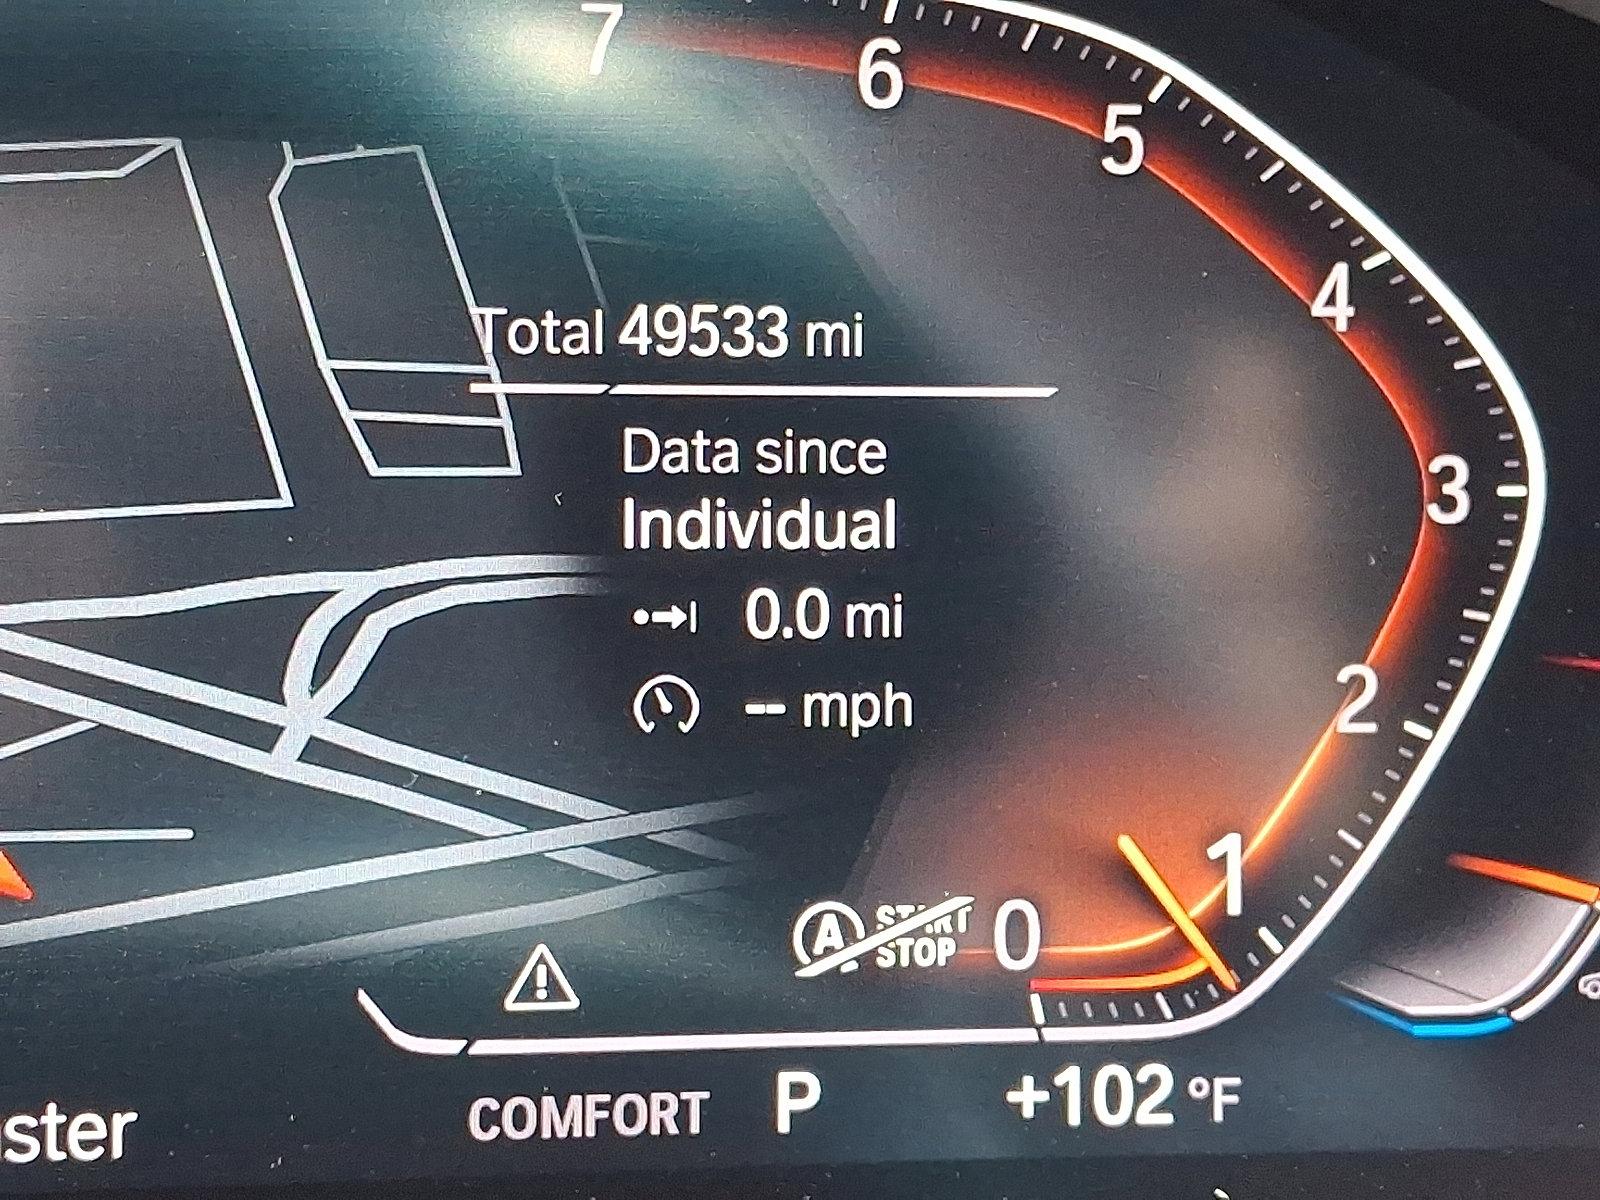 7
6
5
4
3
2
1
0
Total 49533 mi
Data since
Individual
0.0 mi
-- mph
A START
STOP
COMFORT P +102 °F